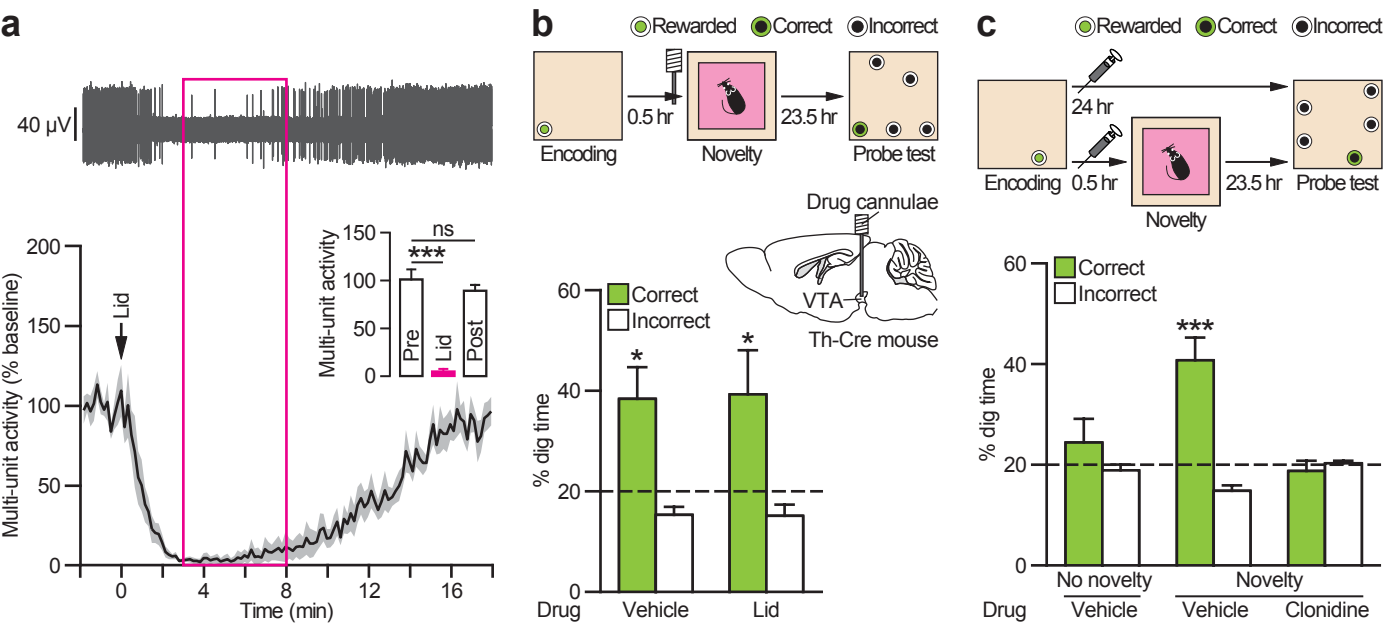 a
40 µV
200
150
100
50
0
Multi-unit activity (% baseline)
Lid
0
4
8
12
16
Time (min)
150
100
50
0
Multi-unit activity
ns
***
Pre
Lid
Post
b
Rewarded
Correct
Incorrect
0.5 hr
23.5 hr
Encoding
Novelty
Probe test
Drug cannulae
VTA
Th-Cre mouse
60
40
20
0
% dig time
Correct
Incorrect
*
*
Drug
Vehicle
Lid
c
Rewarded
Correct
Incorrect
24 hr
Encoding
0.5 hr
23.5 hr
Probe test
Novelty
60
40
20
0
% dig time
Correct
Incorrect
***
No novelty
Novelty
Drug
Vehicle
Vehicle
Clonidine